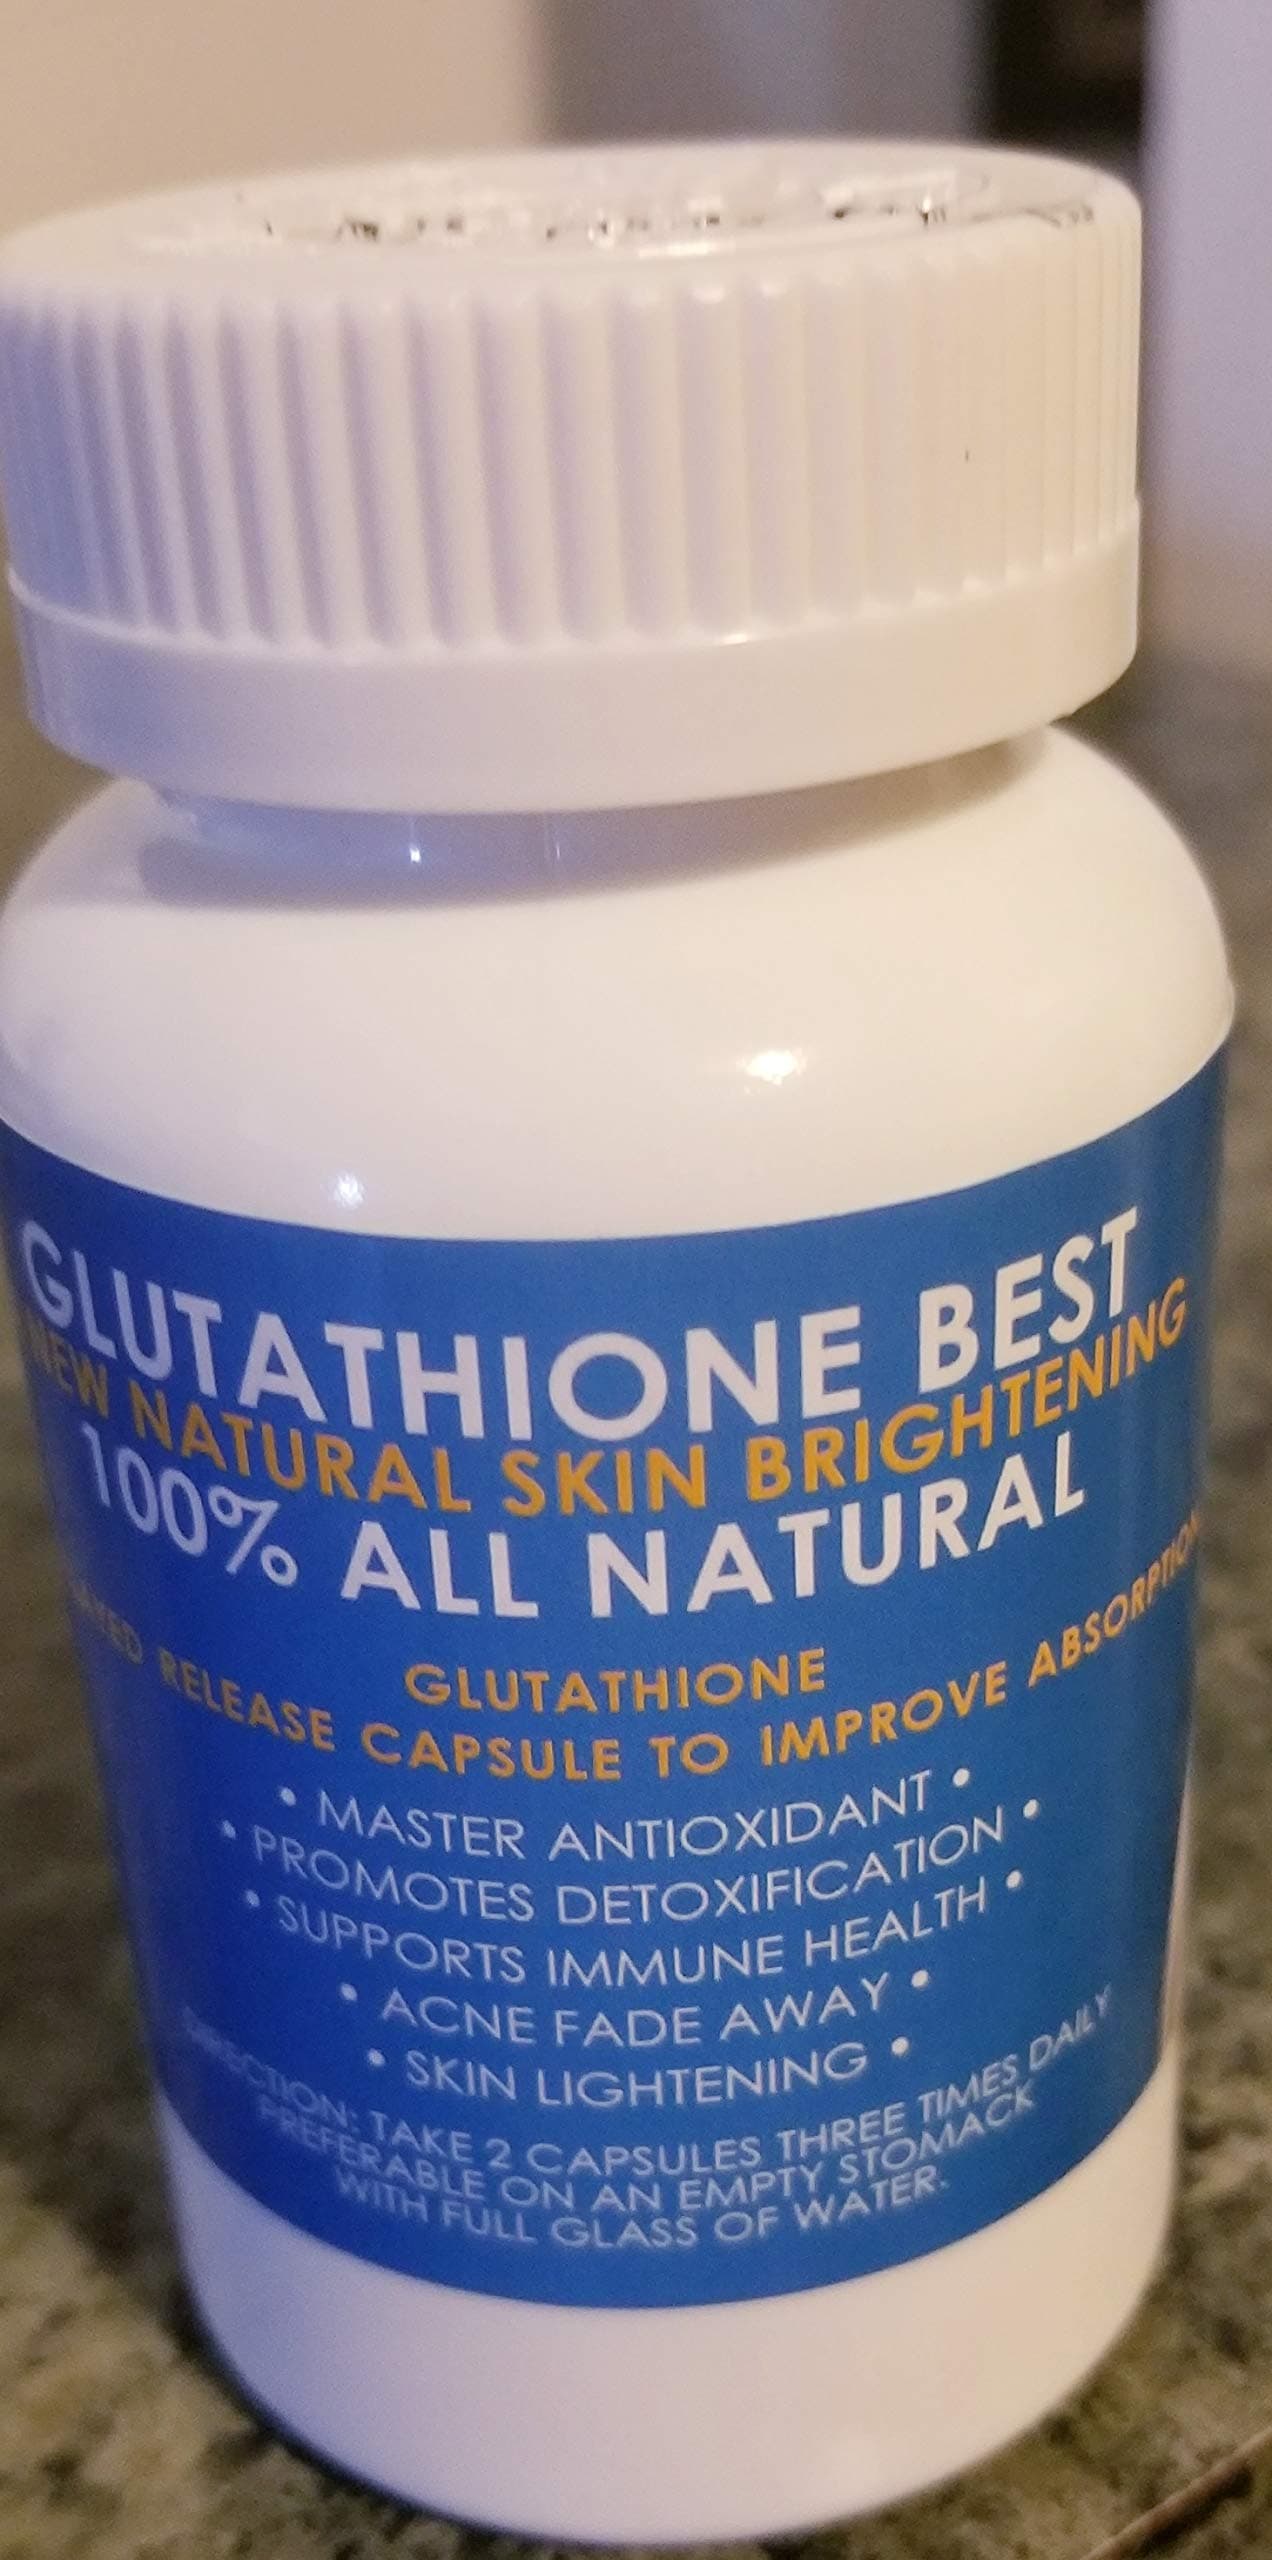 GLUTATHIONE BEST
NEW NATURAL SKIN BRIGHTENING
100% ALL NATURAL
GLUTATHIONE
RELEASE CAPSULE TO IMPROVE ABSORPTION
• MASTER ANTIOXIDANT •
• PROMOTES DETOXIFICATION •
• SUPPORTS IMMUNE HEALTH •
• ACNE FADE AWAY •
• SKIN LIGHTENING •
DIRECTION: TAKE 2 CAPSULES THREE TIMES DAILY
PREFERABLE ON AN EMPTY STOMACK
WITH FULL GLASS OF WATER.